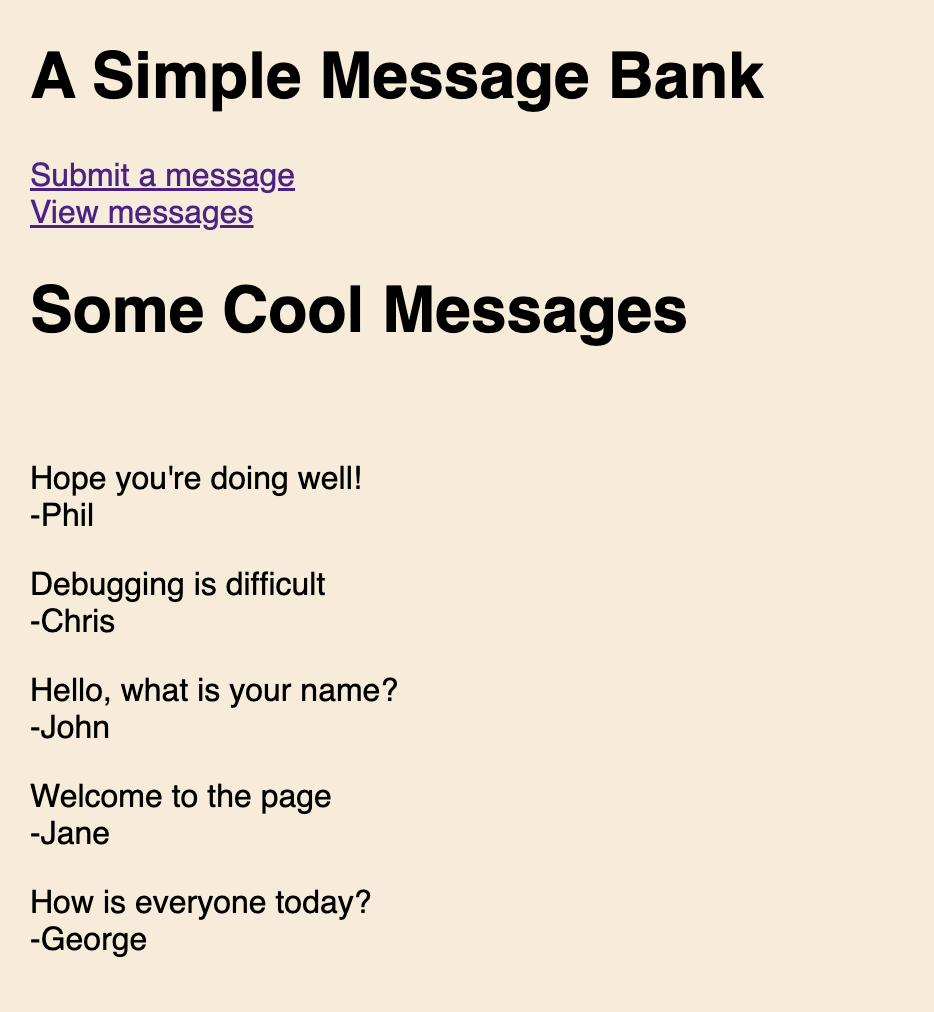 A Simple Message Bank
Submit a message
View messages
Some Cool Messages
Hope you're doing well!
-Phil
Debugging is difficult
-Chris
Hello, what is your name?
-John
Welcome to the page
-Jane
How is everyone today?
-George